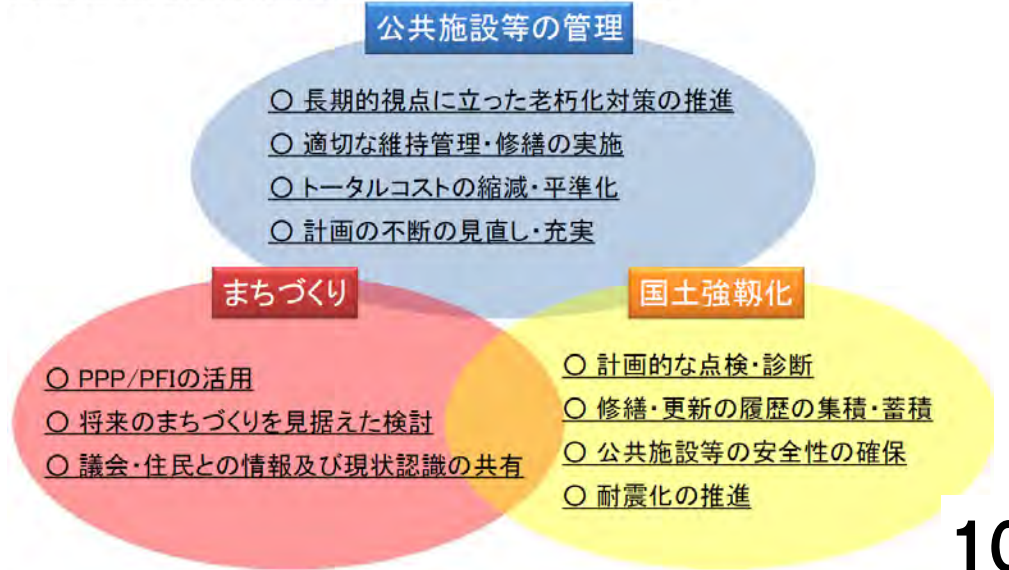 公共施設等の管理
○ 長期的視点に立った老朽化対策の推進
○ 適切な維持管理・修繕の実施
○ トータルコストの縮減・平準化
○ 計画の不断の見直し・充実
まちづくり
○ PPP/PFIの活用
○ 将来のまちづくりを見据えた検討
○ 議会・住民との情報及び現状認識の共有
国土強靱化
○ 計画的な点検・診断
○ 修繕・更新の履歴の集積・蓄積
○ 公共施設等の安全性の確保
○ 耐震化の推進
10